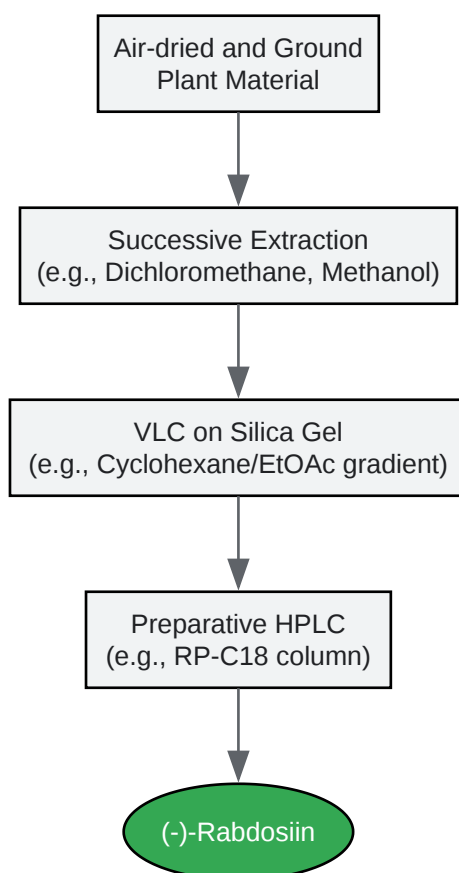 Air-dried and Ground
Plant Material
Successive Extraction
(e.g., Dichloromethane, Methanol)
VLC on Silica Gel
(e.g., Cyclohexane/EtOAc gradient)
Preparative HPLC
(e.g., RP-C18 column)
(-)-Rabdosiin